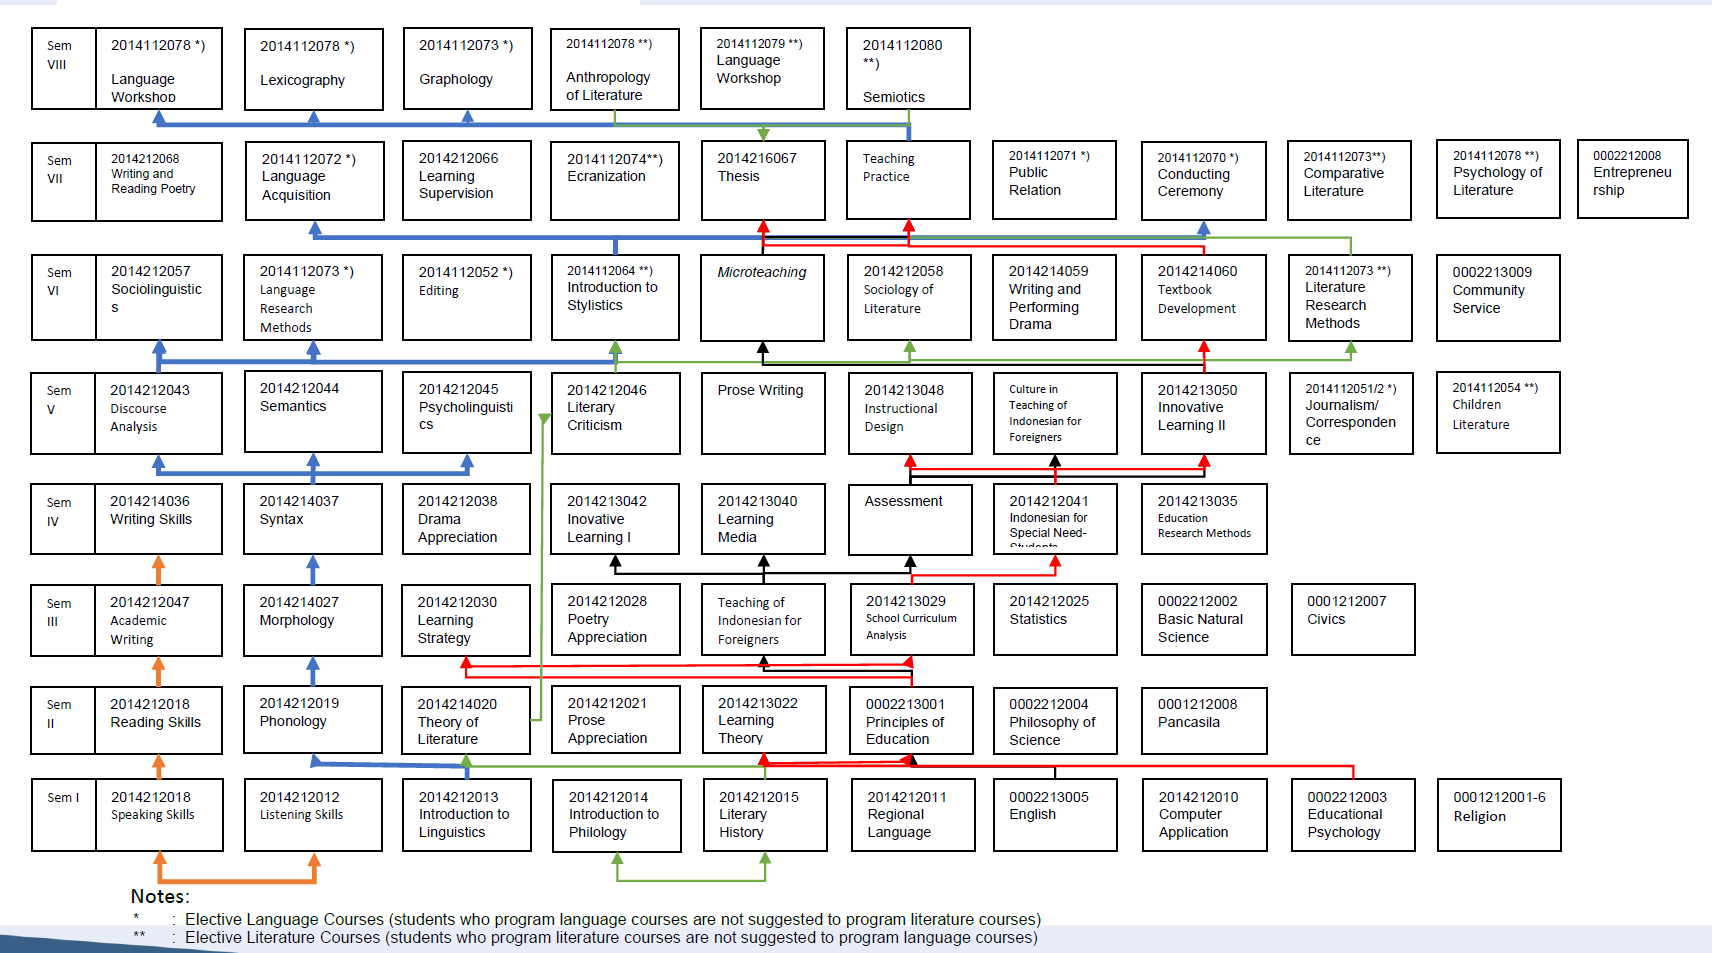 Sem
VIII
2014112078 *)
Language
Workshop
2014112078 *)
Lexicography
2014112073 *)
Graphology
2014112078 **)
Anthropology
of Literature
2014112079 **)
Language
Workshop
2014112080
**)
Semiotics
Sem
VII
2014212068
Writing and
Reading Poetry
2014112072 *)
Language
Acquisition
2014212066
Learning
Supervision
2014112074**)
Ecranization
2014216067
Thesis
Teaching
Practice
2014112071 *)
Public
Relation
2014112070 *)
Conducting
Ceremony
2014112073**)
Comparative
Literature
2014112078 **)
Psychology of
Literature
0002212008
Entrepreneu
rship
Sem
VI
2014212057
Sociolinguistic
s
2014112073 *)
Language
Research
Methods
2014112052 *)
Editing
2014112064 **)
Introduction to
Stylistics
Microteaching
2014212058
Sociology of
Literature
2014214059
Writing and
Performing
Drama
2014214060
Textbook
Development
2014112073 **)
Literature
Research
Methods
0002213009
Community
Service
Sem
V
2014212043
Discourse
Analysis
2014212044
Semantics
2014212045
Psycholinguisti
cs
2014212046
Literary
Criticism
Prose Writing
2014213048
Instructional
Design
Culture in
Teaching of
Indonesian for
Foreigners
2014213050
Innovative
Learning II
2014112051/2 *)
Journalism/
Corresponden
ce
2014112054 **)
Children
Literature
Sem
IV
2014214036
Writing Skills
2014214037
Syntax
2014212038
Drama
Appreciation
2014213042
Inovative
Learning I
2014213040
Learning
Media
Assessment
2014212041
Indonesian for
Special Need-
Students
2014213035
Education
Research Methods
Sem
III
2014212047
Academic
Writing
2014214027
Morphology
2014212030
Learning
Strategy
2014212028
Poetry
Appreciation
Teaching of
Indonesian for
Foreigners
2014213029
School Curriculum
Analysis
2014212025
Statistics
0002212002
Basic Natural
Science
0001212007
Civics
Sem
II
2014212018
Reading Skills
2014212019
Phonology
2014214020
Theory of
Literature
2014212021
Prose
Appreciation
2014213022
Learning
Theory
0002213001
Principles of
Education
0002212004
Philosophy of
Science
0001212008
Pancasila
Sem I
2014212018
Speaking Skills
2014212012
Listening Skills
2014212013
Introduction to
Linguistics
2014212014
Introduction to
Philology
2014212015
Literary
History
2014212011
Regional
Language
0002213005
English
2014212010
Computer
Application
0002212003
Educational
Psychology
0001212001-6
Religion
Notes:
* : Elective Language Courses (students who program language courses are not suggested to program literature courses)
** : Elective Literature Courses (students who program literature courses are not suggested to program language courses)